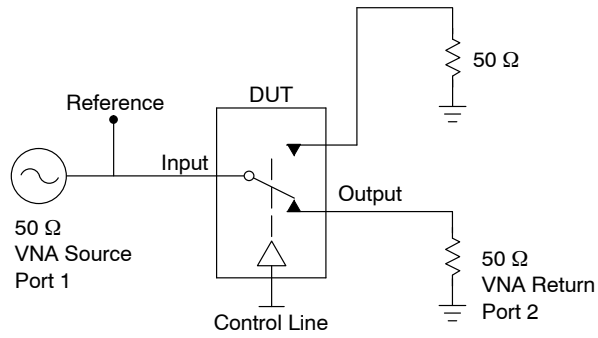 50 Ω
Reference
DUT
Input
Output
50 Ω
VNA Source
Port 1
50 Ω
VNA Return
Port 2
Control Line